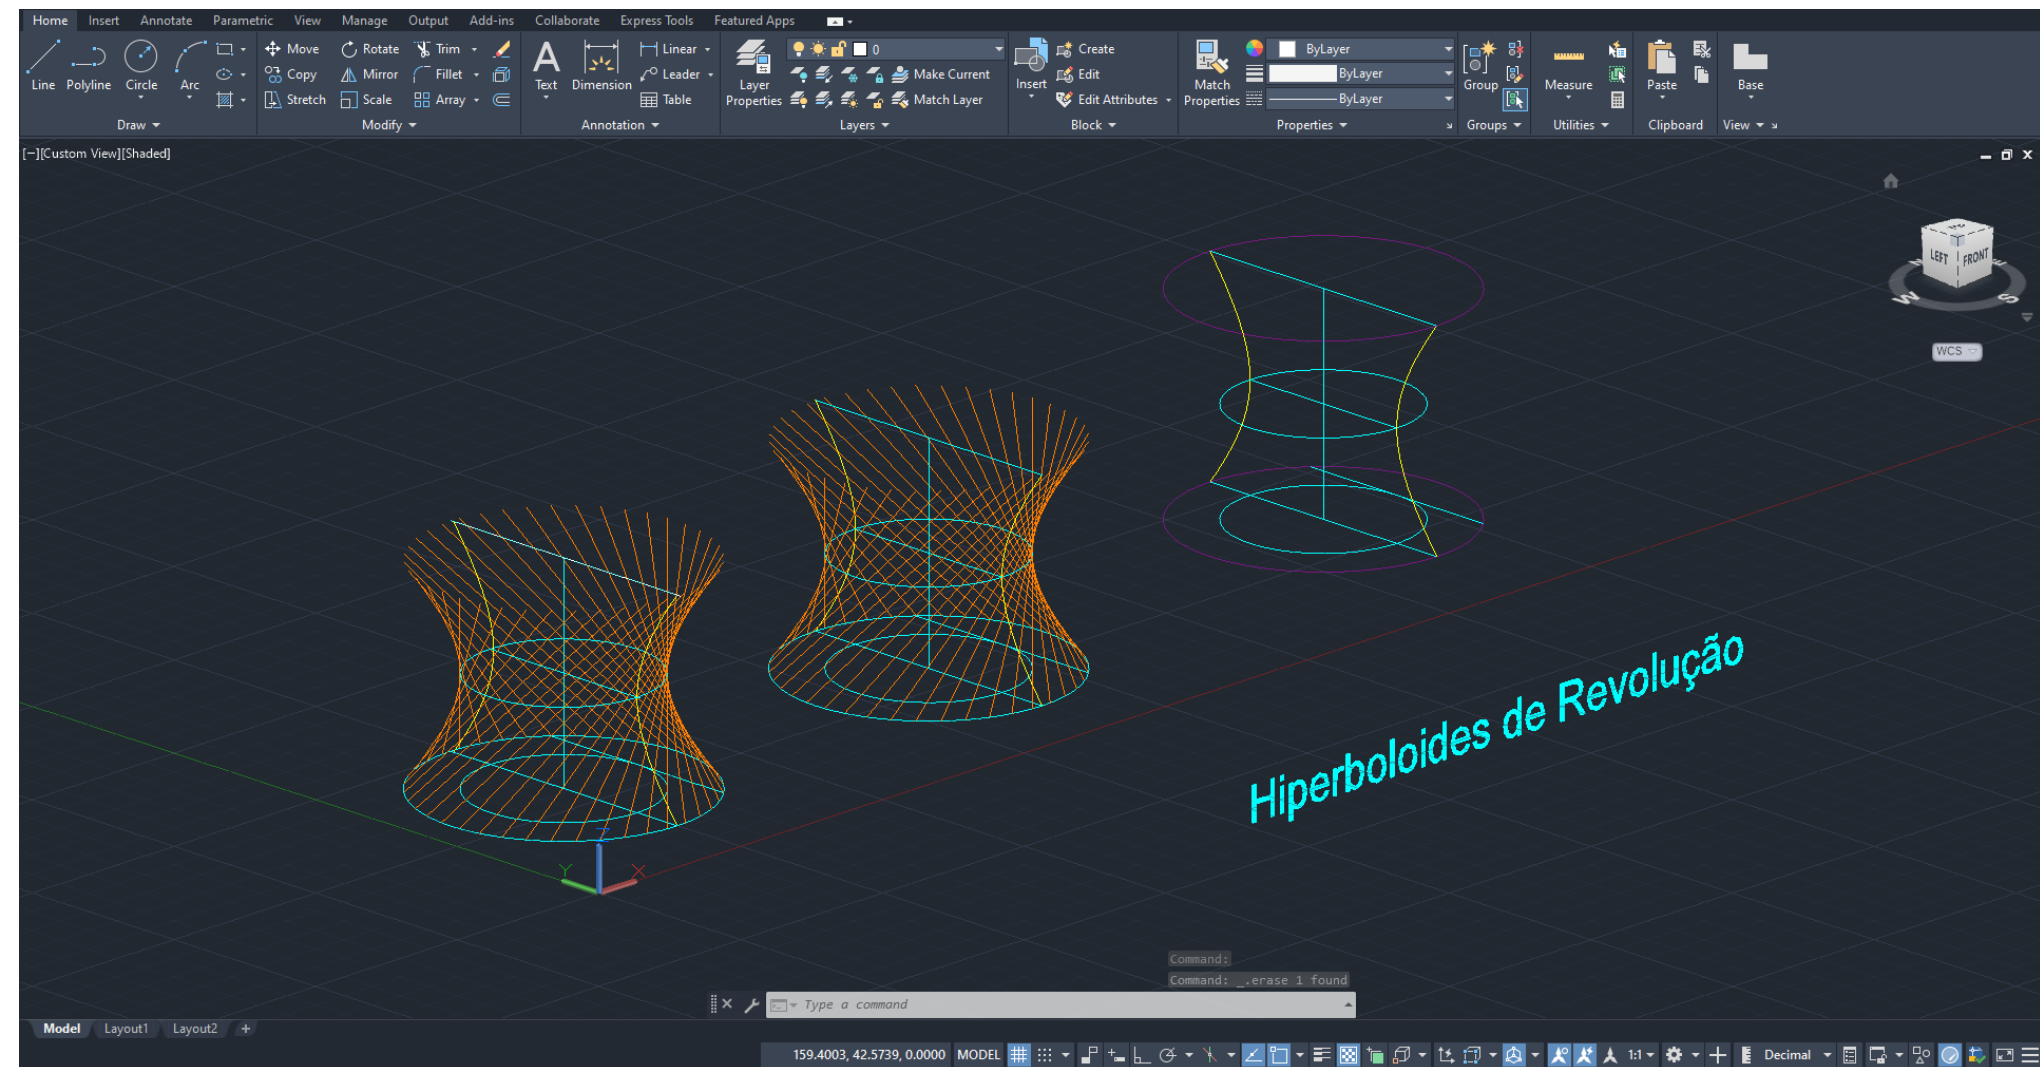 Home Insert Annotate Parametric View Manage Output Add-ins Collaborate Express Tools Featured Apps
Line Polyline Circle Arc
Draw
Move Rotate Trim
Copy Mirror Fillet
Stretch Scale Array
Modify
Text Dimension
Linear
Leader
Table
Annotation
Layer Properties
0
Make Current
Match Layer
Layers
Insert
Create
Edit
Edit Attributes
Block
Match Properties
ByLayer
ByLayer
ByLayer
Properties
Group
Groups
Measure
Utilities
Paste
Clipboard
Base
View
[−][Custom View][Shaded]
LEFT FRONT
W S
WCS
Hiperboloides de Revolução
Z
Y X
Command:
Command: _.erase 1 found
Type a command
Model Layout1 Layout2 +
159.4003, 42.5739, 0.0000 MODEL 1:1 Decimal